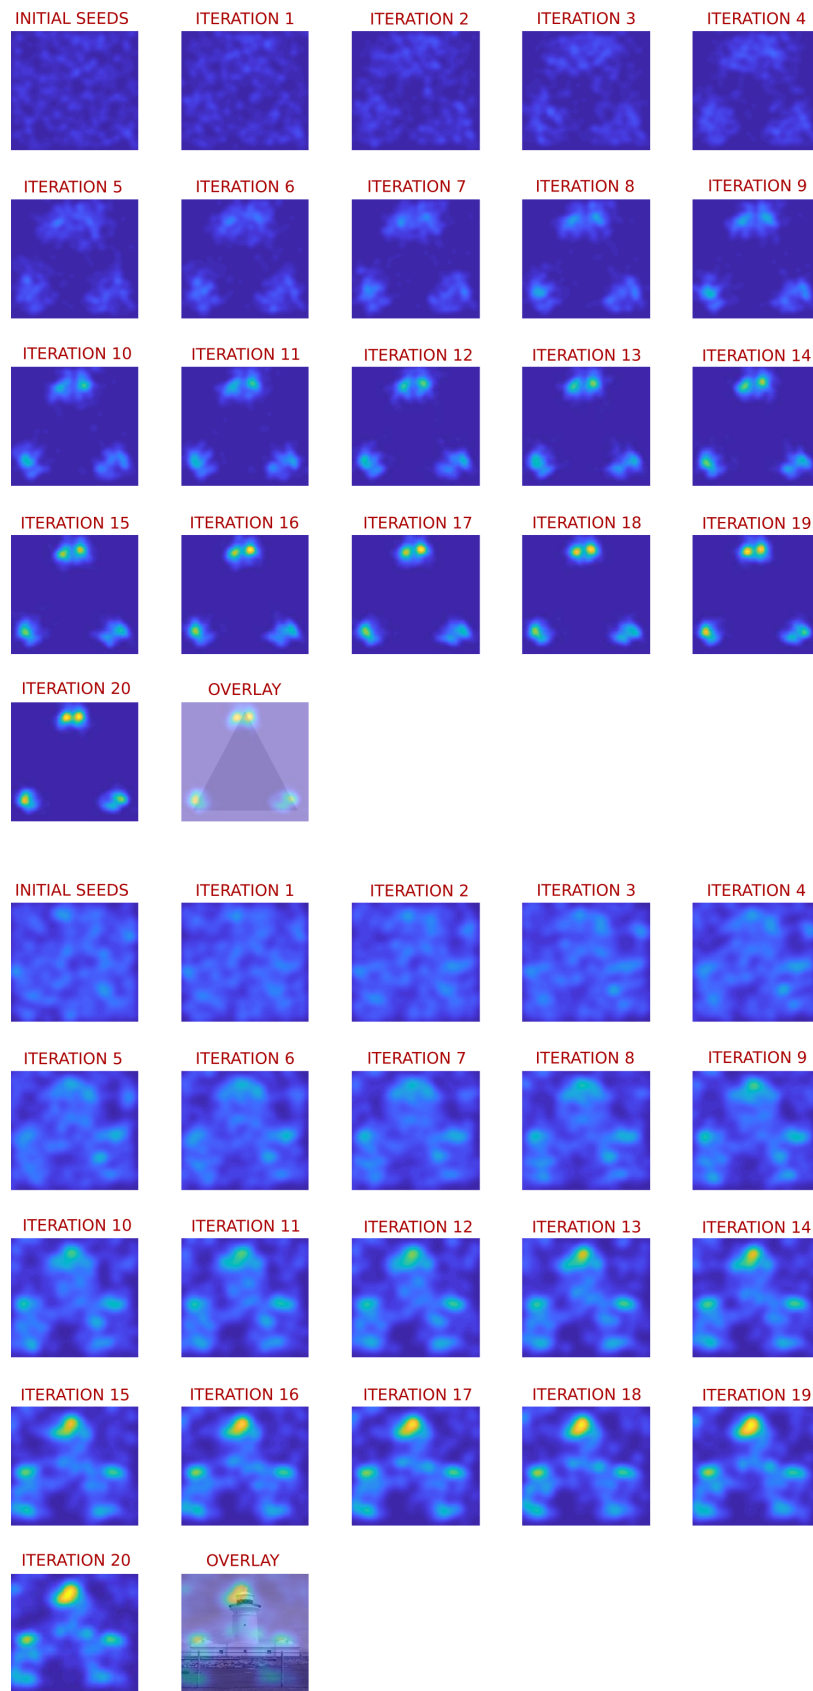 INITIAL SEEDS ITERATION 1 ITERATION 2 ITERATION 3 ITERATION 4
ITERATION 5 ITERATION 6 ITERATION 7 ITERATION 8 ITERATION 9
ITERATION 10 ITERATION 11 ITERATION 12 ITERATION 13 ITERATION 14
ITERATION 15 ITERATION 16 ITERATION 17 ITERATION 18 ITERATION 19
ITERATION 20 OVERLAY
INITIAL SEEDS ITERATION 1 ITERATION 2 ITERATION 3 ITERATION 4
ITERATION 5 ITERATION 6 ITERATION 7 ITERATION 8 ITERATION 9
ITERATION 10 ITERATION 11 ITERATION 12 ITERATION 13 ITERATION 14
ITERATION 15 ITERATION 16 ITERATION 17 ITERATION 18 ITERATION 19
ITERATION 20 OVERLAY